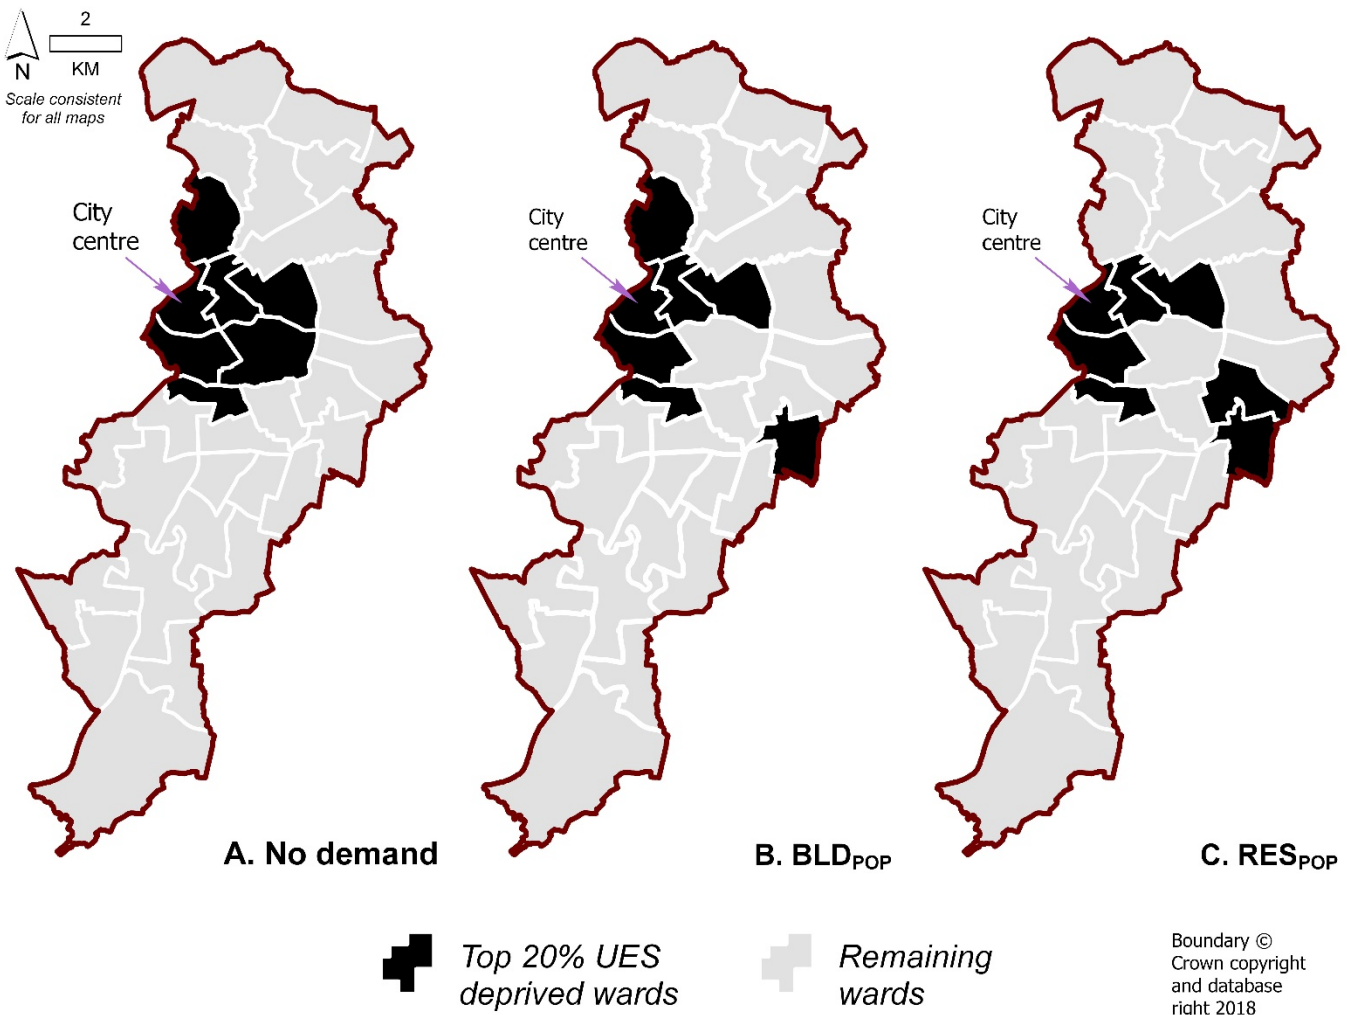 2
N
KM
Scale consistent
for all maps
City
centre
City
centre
City
centre
A. No demand
B. BLDPOP
C. RESPOP
Top 20% UES
deprived wards
Remaining
wards
Boundary ©
Crown copyright
and database
right 2018